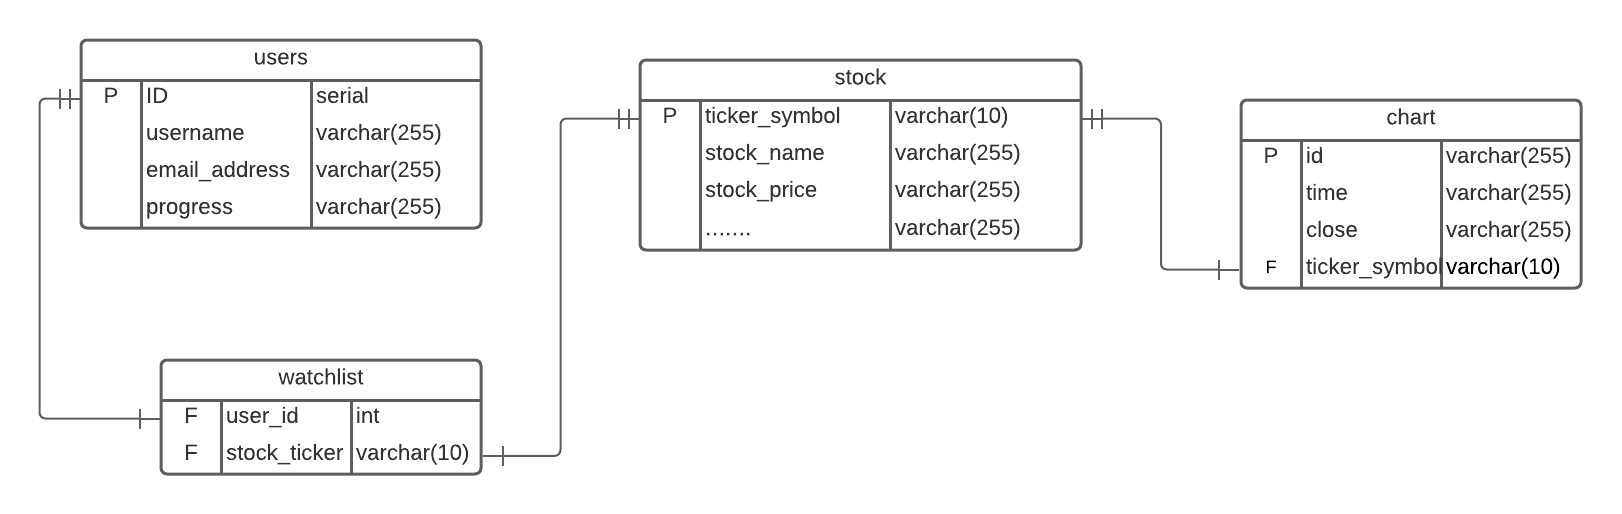 users
P ID serial
username varchar(255)
email_address varchar(255)
progress varchar(255)
stock
P ticker_symbol varchar(10)
stock_name varchar(255)
stock_price varchar(255)
....... varchar(255)
chart
P id varchar(255)
time varchar(255)
close varchar(255)
F ticker_symbol varchar(10)
watchlist
F user_id int
F stock_ticker varchar(10)